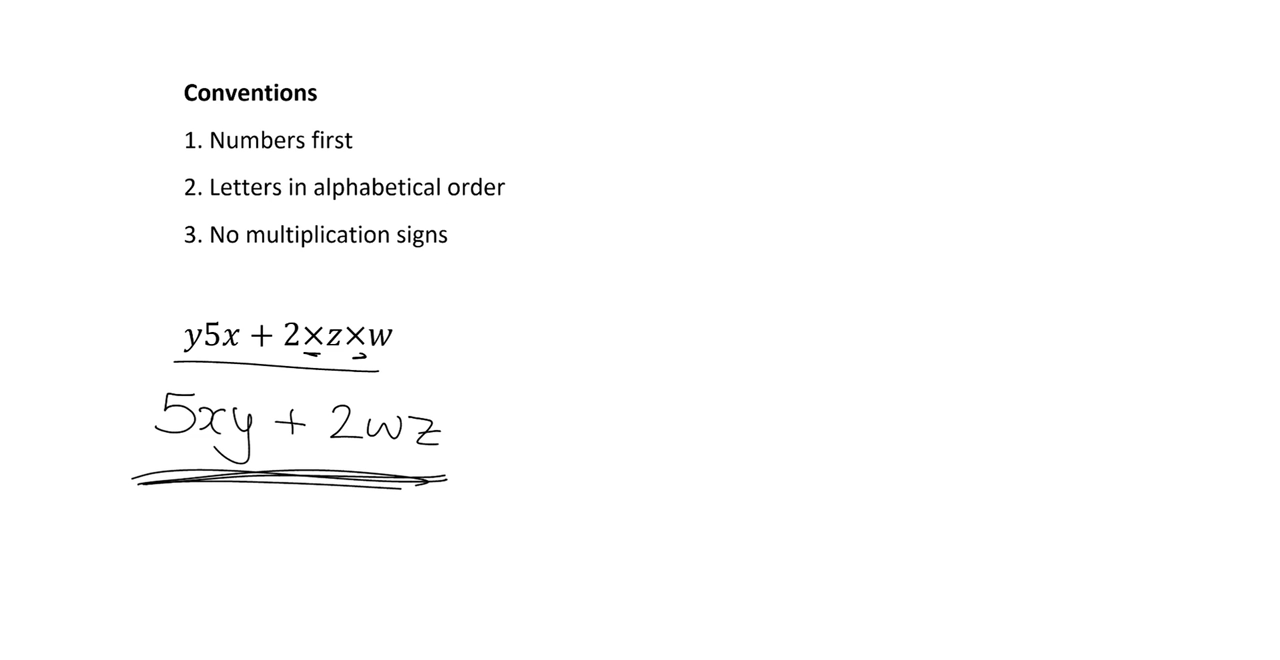 Conventions
1. Numbers first
2. Letters in alphabetical order
3. No multiplication signs
y5x + 2×z×w
5xy + 2wz